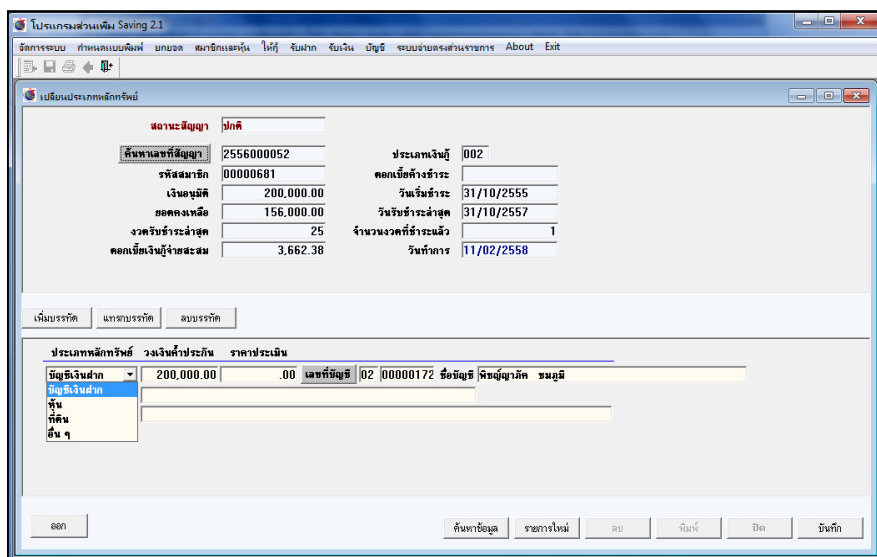 โปรแกรมส่วนเพิ่ม Saving 2.1
จัดการระบบ กำหนดแบบพิมพ์ ยกยอด สมาชิกและหุ้น ให้กู้ รับฝาก รับเงิน บัญชี ระบบจ่ายตรงส่วนราชการ About Exit
เปลี่ยนประเภทหลักทรัพย์
สถานะสัญญา ปกติ
ค้นหาเลขที่สัญญา 2556000052 ประเภทเงินกู้ 002
รหัสสมาชิก 00000681 ดอกเบี้ยค้างชำระ
เงินอนุมัติ 200,000.00 วันเริ่มชำระ 31/10/2555
ยอดคงเหลือ 156,000.00 วันรับชำระล่าสุด 31/10/2557
งวดรับชำระล่าสุด 25 จำนวนงวดที่ชำระแล้ว 1
ดอกเบี้ยเงินกู้จ่ายสะสม 3,662.38 วันทำการ 11/02/2558
เพิ่มบรรทัด แทรกบรรทัด ลบบรรทัด
ประเภทหลักทรัพย์ วงเงินค้ำประกัน ราคาประเมิน
บัญชีเงินฝาก 200,000.00 .00 เลขที่บัญชี 02 00000172 ชื่อบัญชี พิชญ์ญาภัค ชมภูมี
บัญชีเงินฝาก
หุ้น
ที่ดิน
อื่น ๆ
ออก ค้นหาข้อมูล รายการใหม่ ลบ พิมพ์ ปิด บันทึก